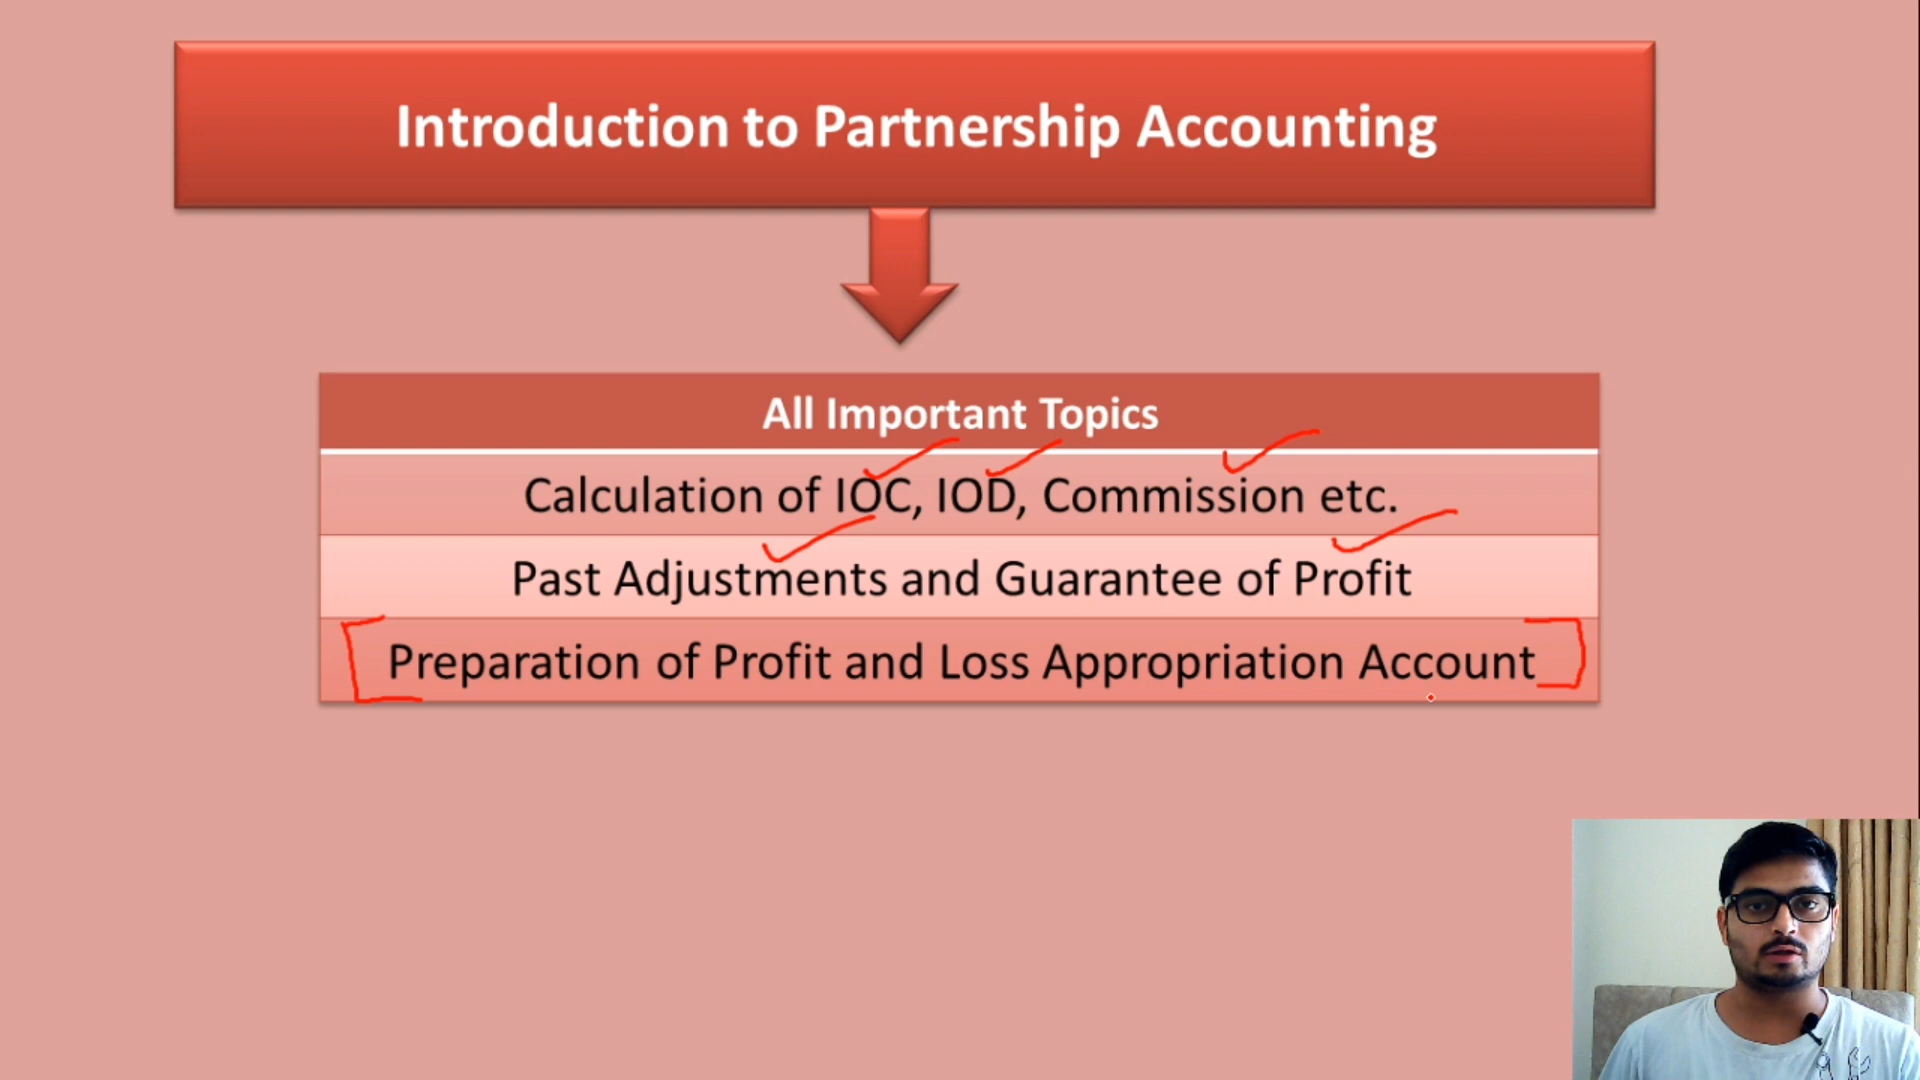 Introduction to Partnership Accounting
All Important Topics
Calculation of IOC, IOD, Commission etc.
Past Adjustments and Guarantee of Profit
Preparation of Profit and Loss Appropriation Account